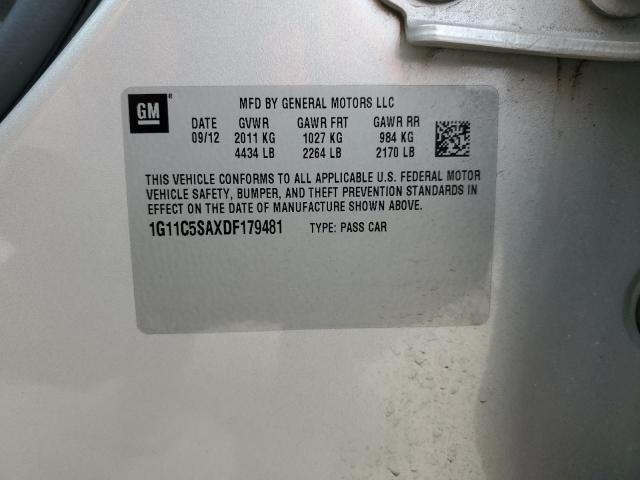 GM ®
MFD BY GENERAL MOTORS LLC
DATE GVWR GAWR FRT GAWR RR
09/12 2011 KG 1027 KG 984 KG
4434 LB 2264 LB 2170 LB
THIS VEHICLE CONFORMS TO ALL APPLICABLE U.S. FEDERAL MOTOR
VEHICLE SAFETY, BUMPER, AND THEFT PREVENTION STANDARDS IN
EFFECT ON THE DATE OF MANUFACTURE SHOWN ABOVE.
1G11C5SAXDF179481 TYPE: PASS CAR